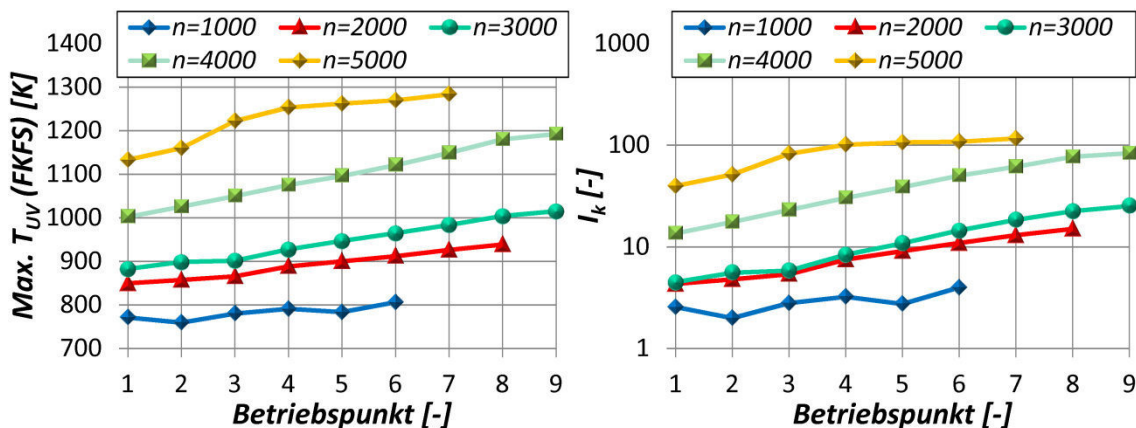 n=1000 n=2000 n=3000
n=4000 n=5000
1400
1300
1200
1100
1000
900
800
700
Max. T_UV (FKFS) [K]
1 2 3 4 5 6 7 8 9
Betriebspunkt [-]
n=1000 n=2000 n=3000
n=4000 n=5000
1000
100
10
1
I_k [-]
1 2 3 4 5 6 7 8 9
Betriebspunkt [-]